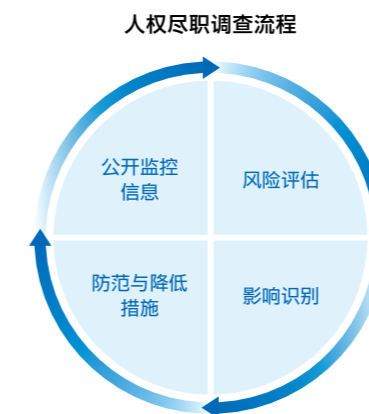 人权尽职调查流程
公开监控
信息
风险评估
防范与降低
措施
影响识别